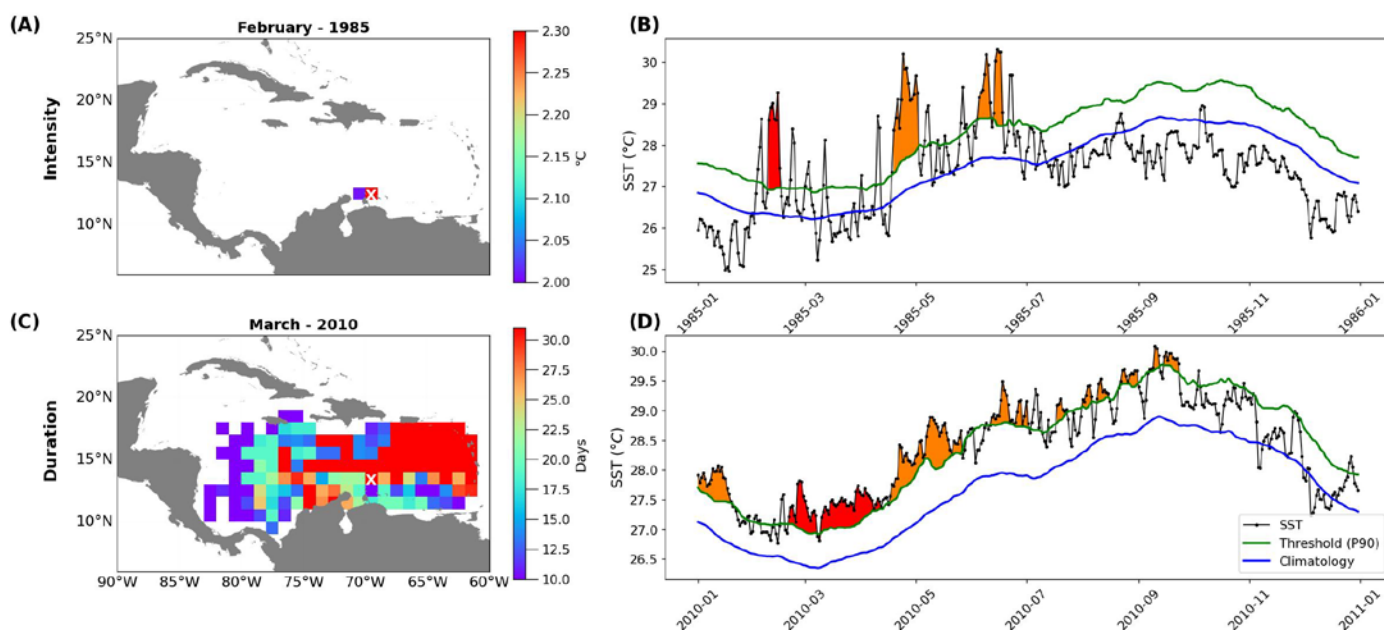 (A)
February - 1985
25°N
20°N
15°N
10°N
Intensity
X
2.30
2.25
2.20
2.15
2.10
2.05
2.00
°C
(B)
SST (°C)
30
29
28
27
26
25
1985-01
1985-03
1985-05
1985-07
1985-09
1985-11
1986-01
(C)
March - 2010
25°N
20°N
15°N
10°N
Duration
X
90°W
85°W
80°W
75°W
70°W
65°W
60°W
30.0
27.5
25.0
22.5
20.0
17.5
15.0
12.5
10.0
Days
(D)
SST (°C)
30.0
29.5
29.0
28.5
28.0
27.5
27.0
26.5
2010-01
2010-03
2010-05
2010-07
2010-09
2010-11
2011-01
SST
Threshold (P90)
Climatology